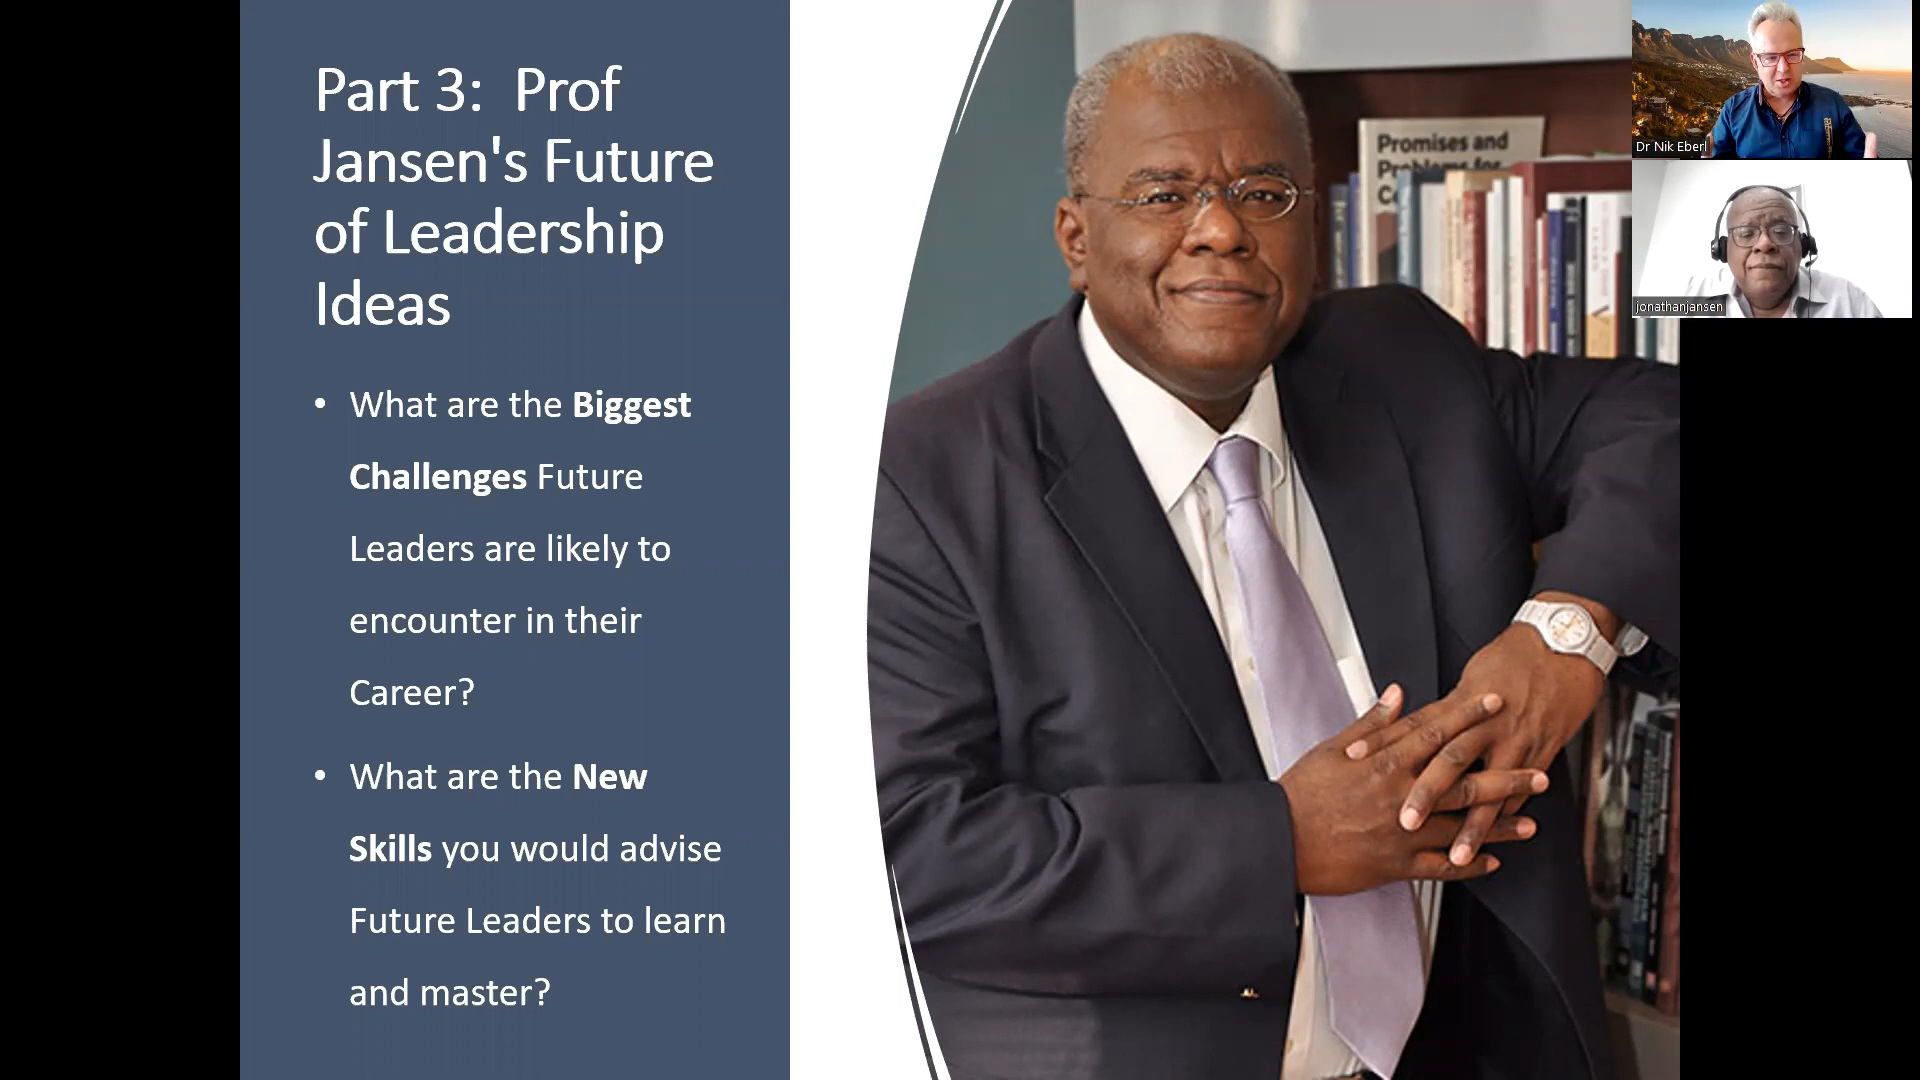 Part 3:  Prof
Jansen's Future
of Leadership
Ideas
• What are the Biggest
Challenges Future
Leaders are likely to
encounter in their
Career?
• What are the New
Skills you would advise
Future Leaders to learn
and master?
Promises and
Problems for
Dr Nik Eberl
jonathanjansen